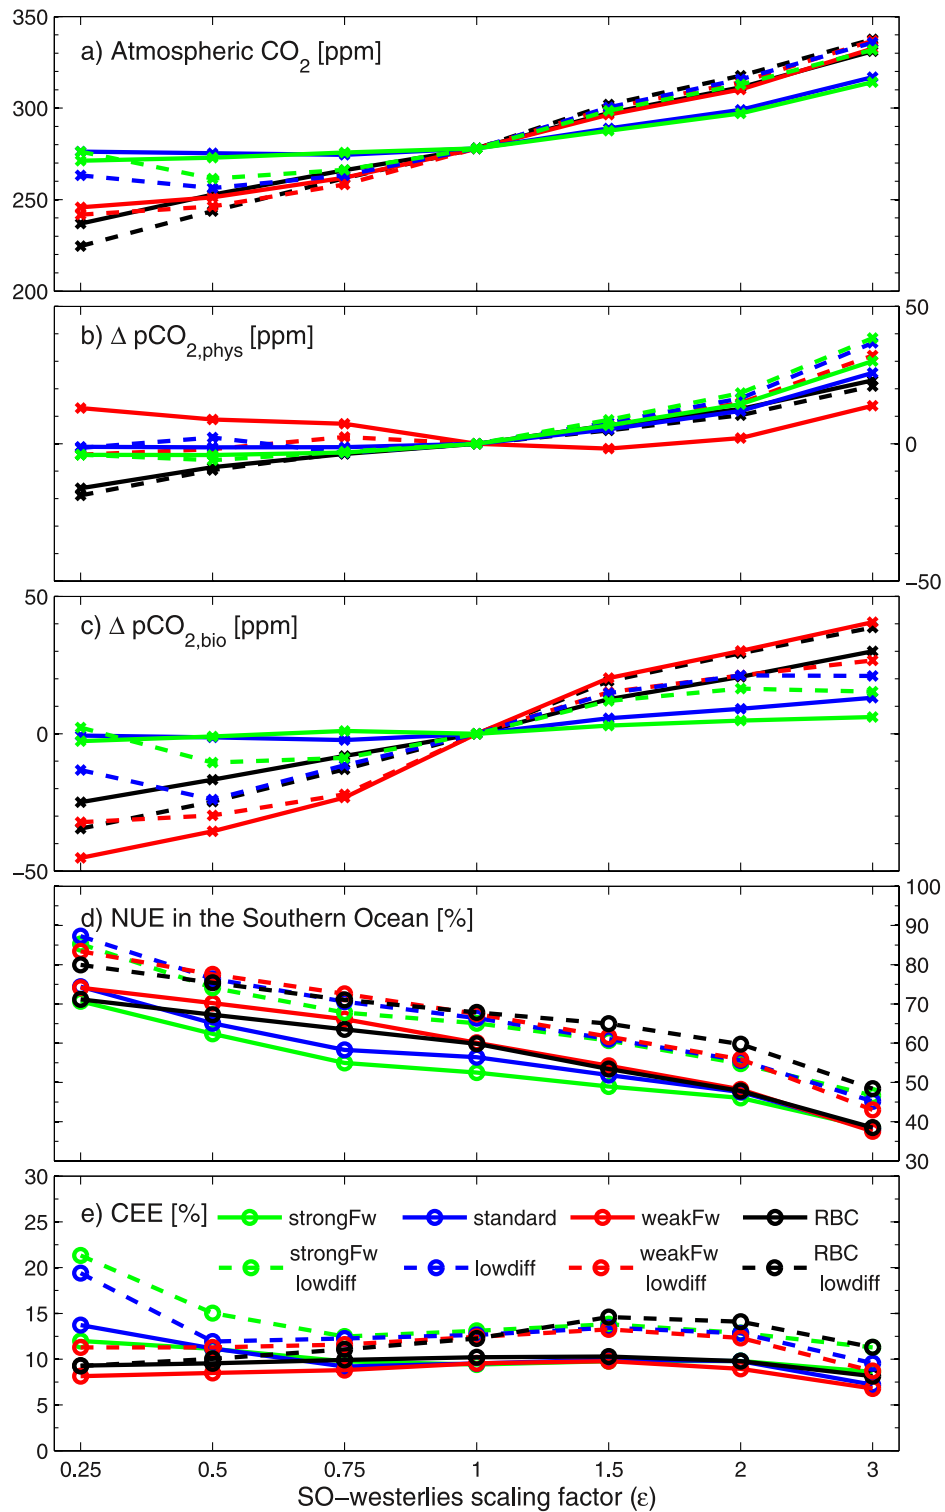 350
a) Atmospheric CO2 [ppm]
300
250
200
b) Δ pCO2,phys [ppm]
50
0
−50
50
c) Δ pCO2,bio [ppm]
0
−50
d) NUE in the Southern Ocean [%]
100
90
80
70
60
50
40
30
30
e) CEE [%]
25
20
15
10
5
0
strongFw
standard
weakFw
RBC
strongFw lowdiff
lowdiff
weakFw lowdiff
RBC lowdiff
0.25 0.5 0.75 1 1.5 2 3
SO−westerlies scaling factor (ε)